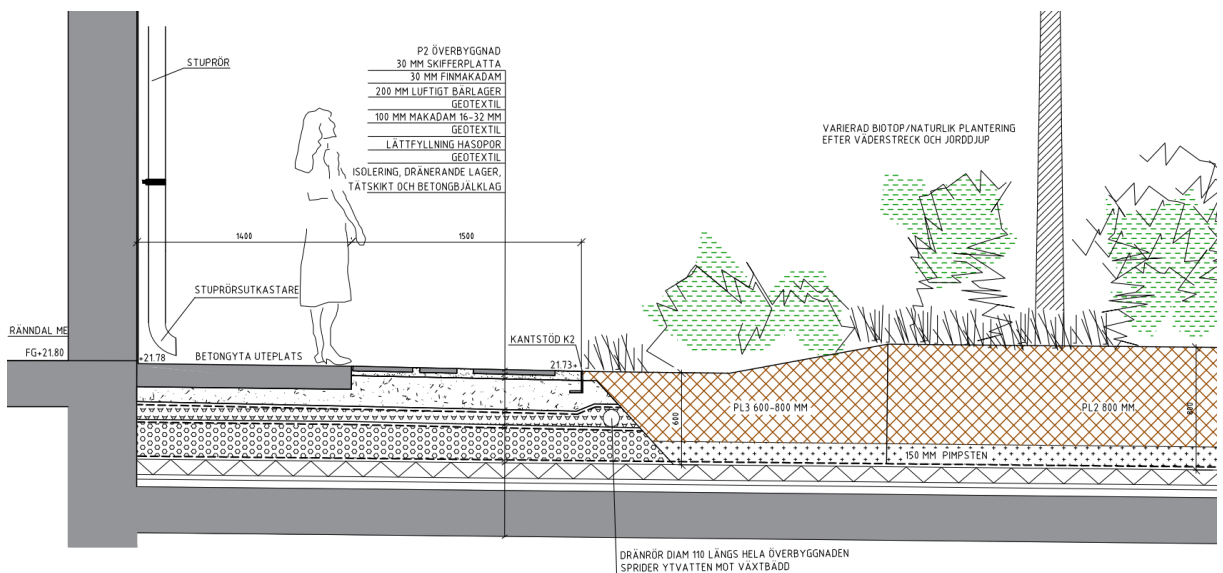 STUPRÖR
P2 ÖVERBYGGNAD
30 MM SKIFFERPLATTA
30 MM FINMAKADAM
200 MM LUFTIGT BÄRLAGER
GEOTEXTIL
100 MM MAKADAM 16-32 MM
GEOTEXTIL
LÄTTFYLLNING HASOPOR
GEOTEXTIL
ISOLERING, DRÄNERANDE LAGER,
TÄTSKIKT OCH BETONGBJÄLKLAG
VARIERAD BIOTOP/NATURLIK PLANTERING
EFTER VÄDERSTRECK OCH JORDDJUP
1400
1500
STUPRÖRSUTKASTARE
RÄNNDAL ME
FG+21.80
+21.78
BETONGYTA UTEPLATS
KANTSTÖD K2
21.73+
600
PL3 600-800 MM
PL2 800 MM
800
150 MM PIMPSTEN
DRÄNRÖR DIAM 110 LÄNGS HELA ÖVERBYGGNADEN
SPRIDER YTVATTEN MOT VÄXTBÄDD